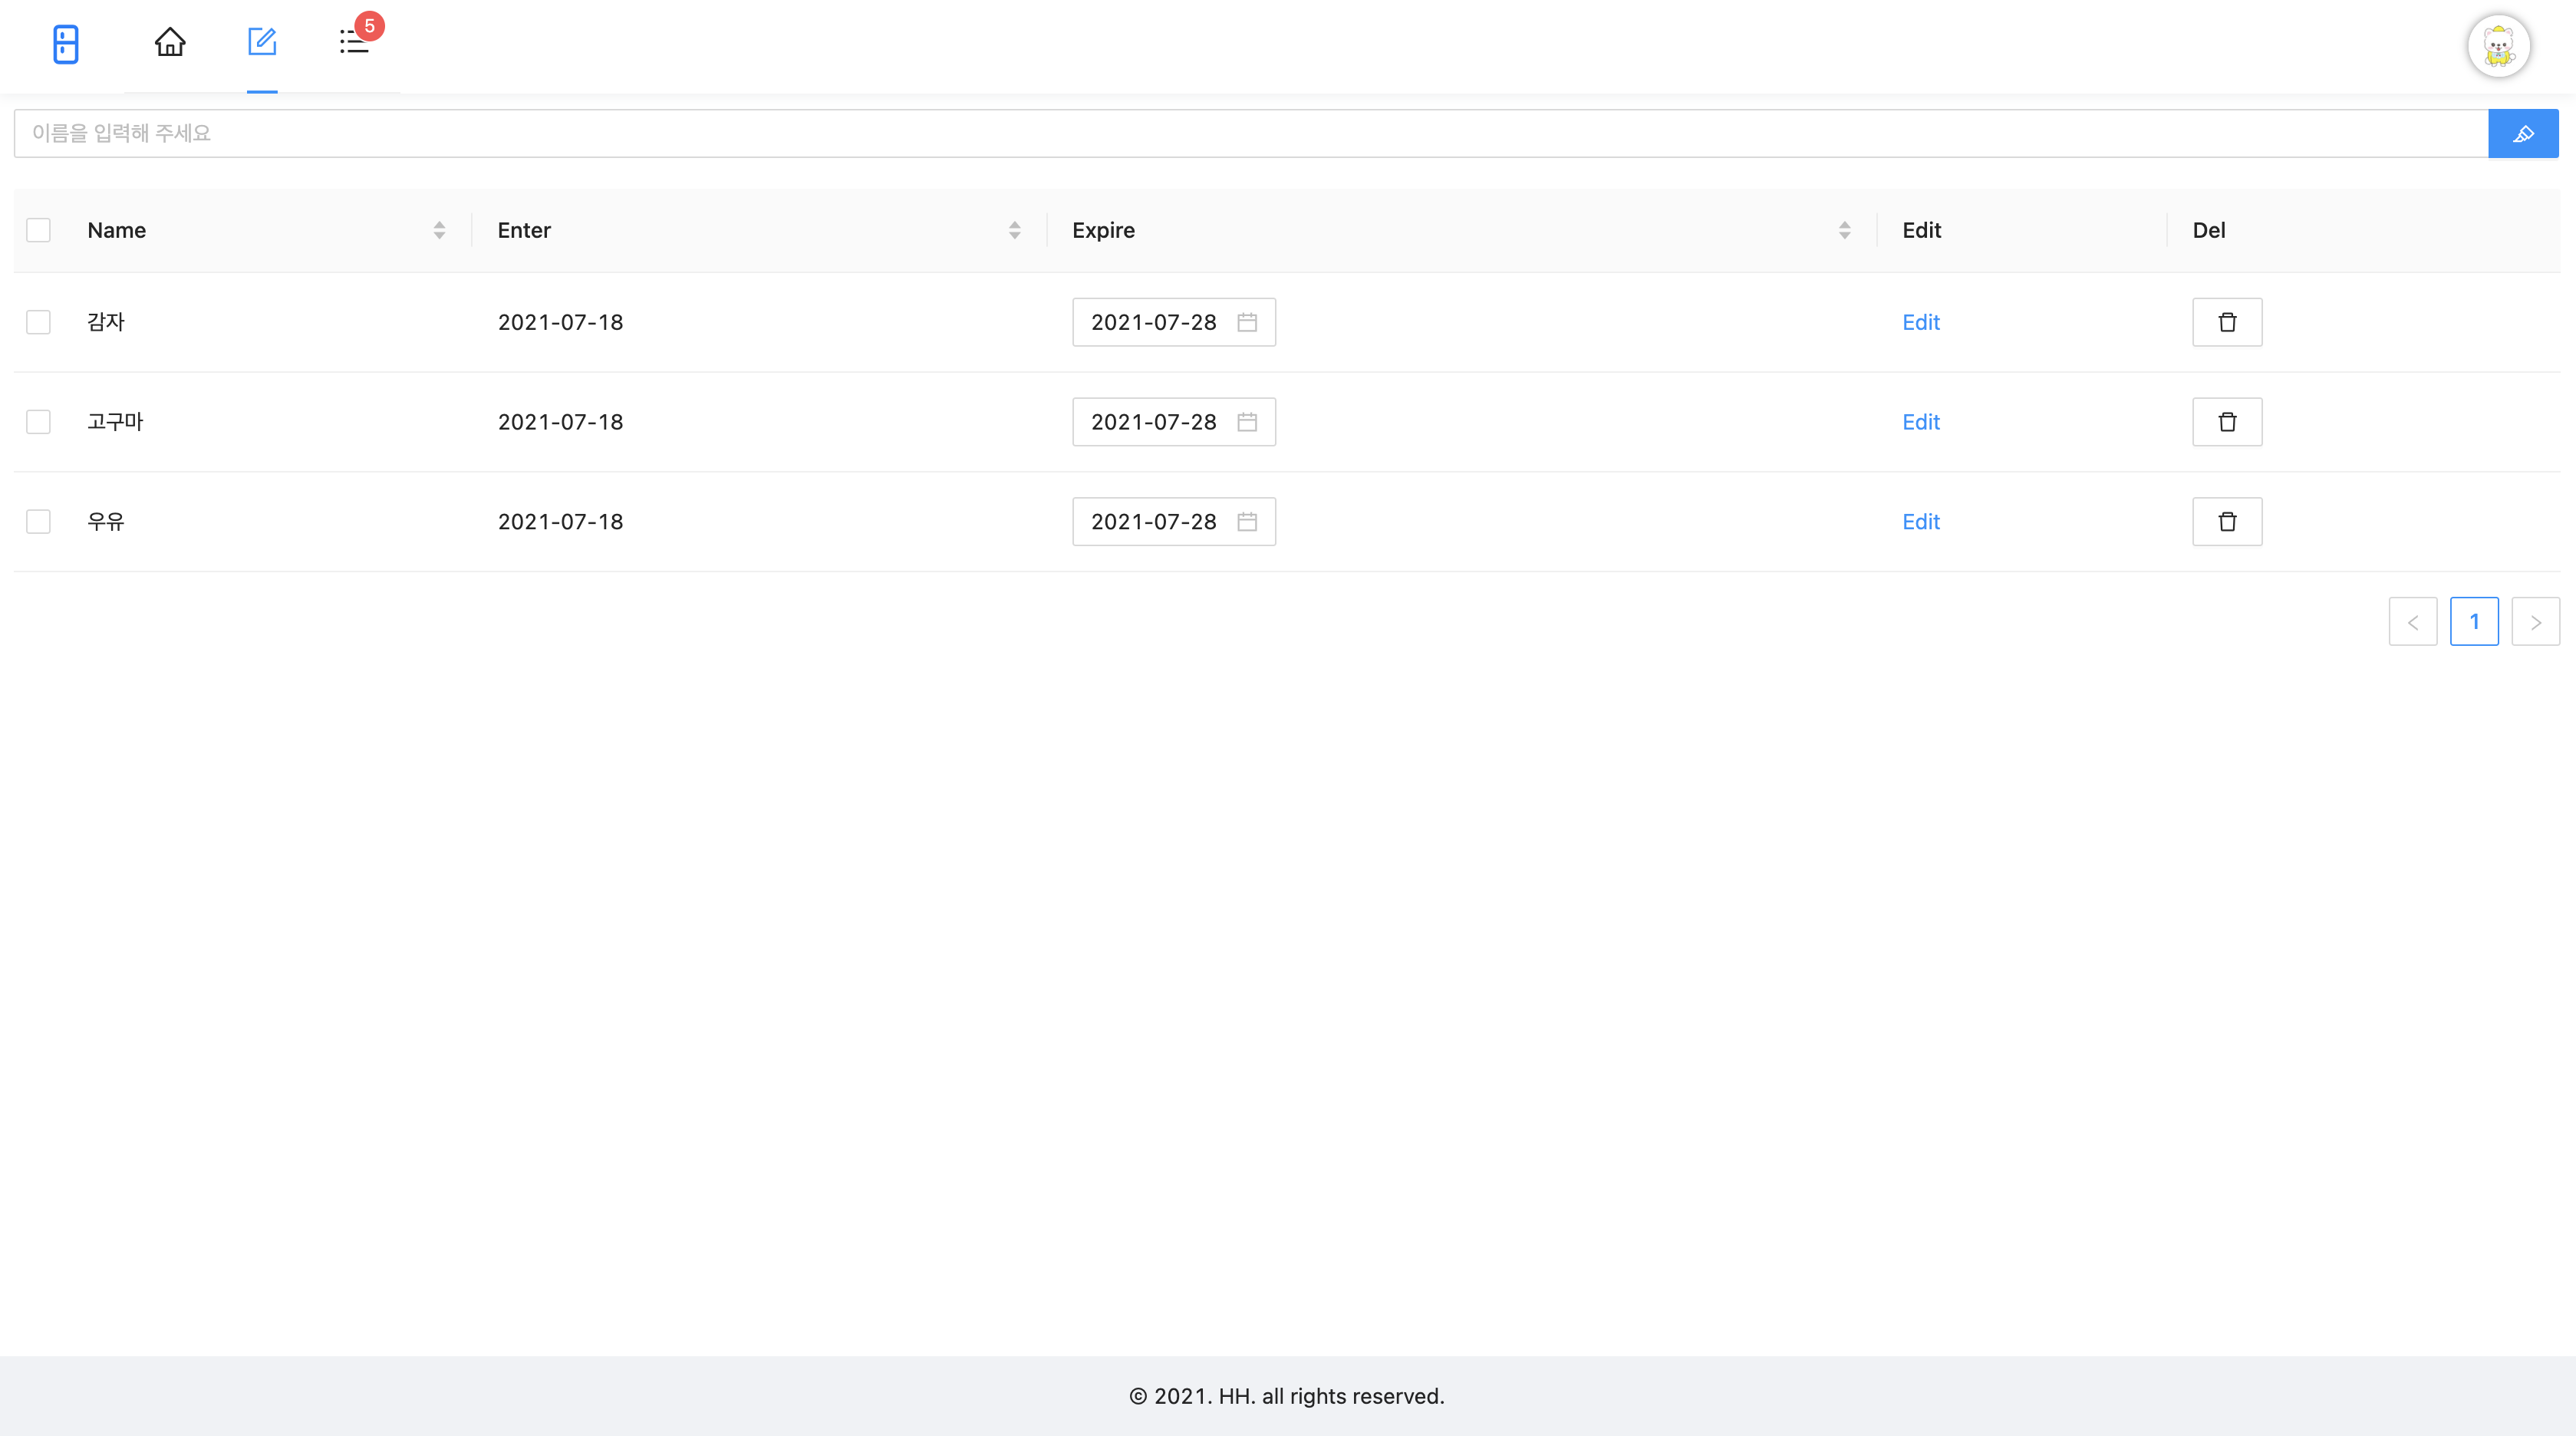 5
이름을 입력해 주세요
Name Enter Expire Edit Del
감자 2021-07-18 2021-07-28 Edit
고구마 2021-07-18 2021-07-28 Edit
우유 2021-07-18 2021-07-28 Edit
< 1 >
© 2021. HH. all rights reserved.